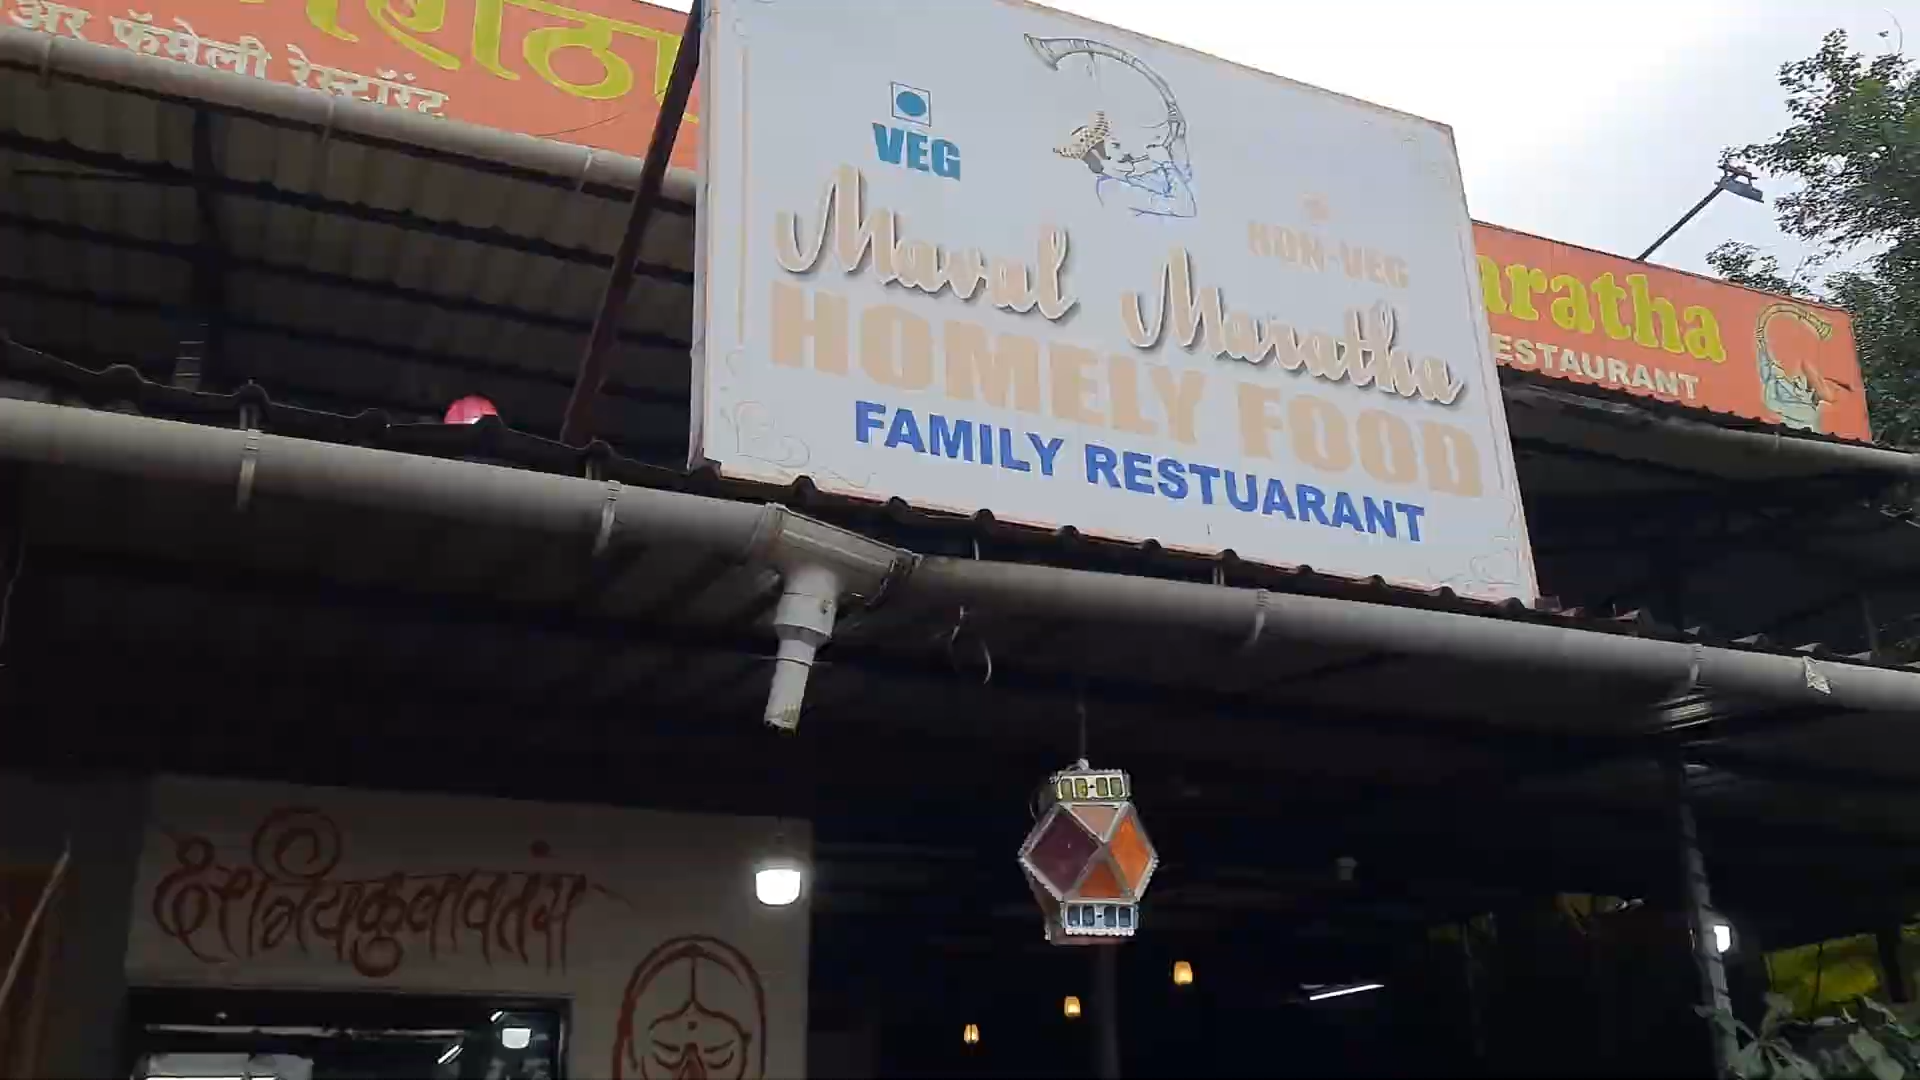 फॅमेली रेस्टॉरंट
VEG
NON-VEG
Maval Maratha
HOMELY FOOD
FAMILY RESTUARANT
aratha
ESTAURANT
क्षत्रियकुलावतंस